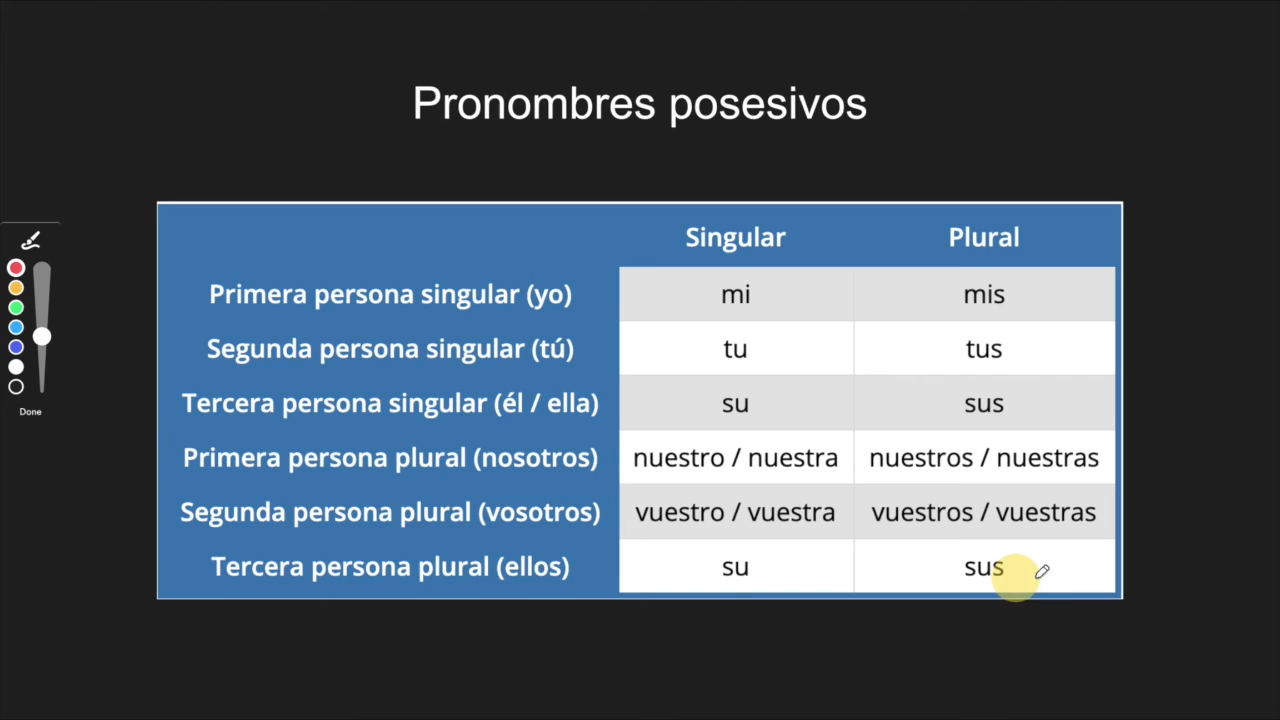 Pronombres posesivos
Singular Plural
Primera persona singular (yo) mi mis
Segunda persona singular (tú) tu tus
Tercera persona singular (él / ella) su sus
Primera persona plural (nosotros) nuestro / nuestra nuestros / nuestras
Segunda persona plural (vosotros) vuestro / vuestra vuestros / vuestras
Tercera persona plural (ellos) su sus
Done